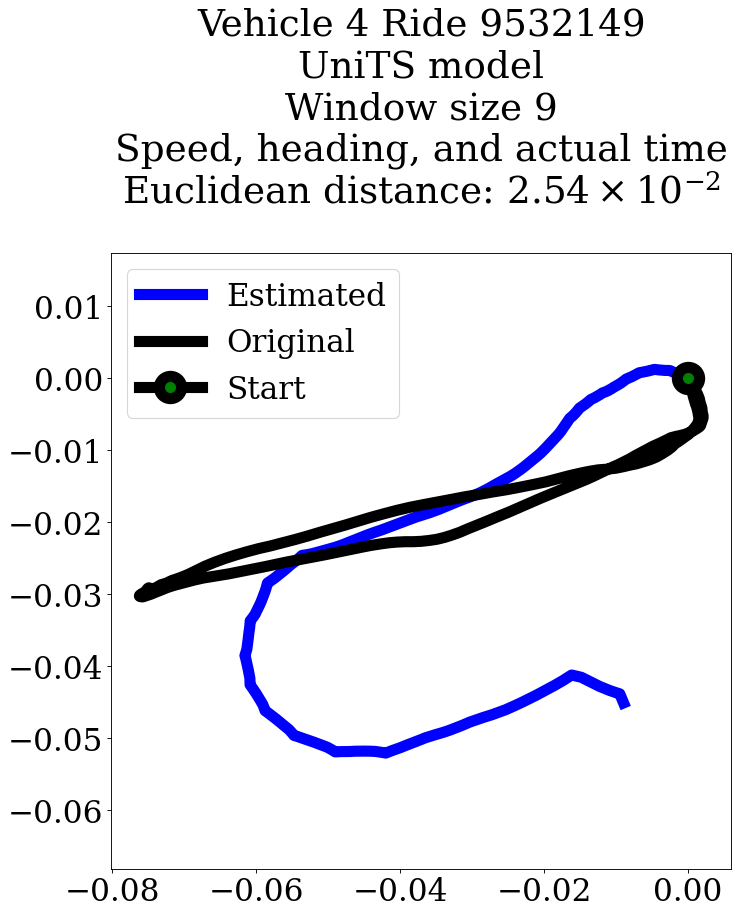 Vehicle 4 Ride 9532149
UniTS model
Window size 9
Speed, heading, and actual time
Euclidean distance: 2.54 × 10⁻²
Estimated
Original
Start
0.01
0.00
−0.01
−0.02
−0.03
−0.04
−0.05
−0.06
−0.08 −0.06 −0.04 −0.02 0.00